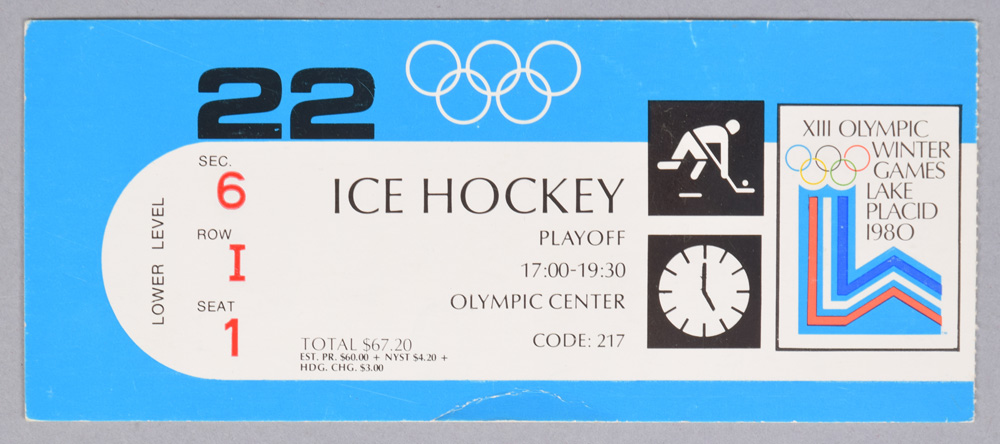 22
LOWER LEVEL
SEC.
6
ROW
I
SEAT
1
ICE HOCKEY
PLAYOFF
17:00-19:30
OLYMPIC CENTER
CODE: 217
TOTAL $67.20
EST. PR. $60.00 + NYST $4.20 +
HDG. CHG. $3.00
XIII OLYMPIC
WINTER
GAMES
LAKE
PLACID
1980